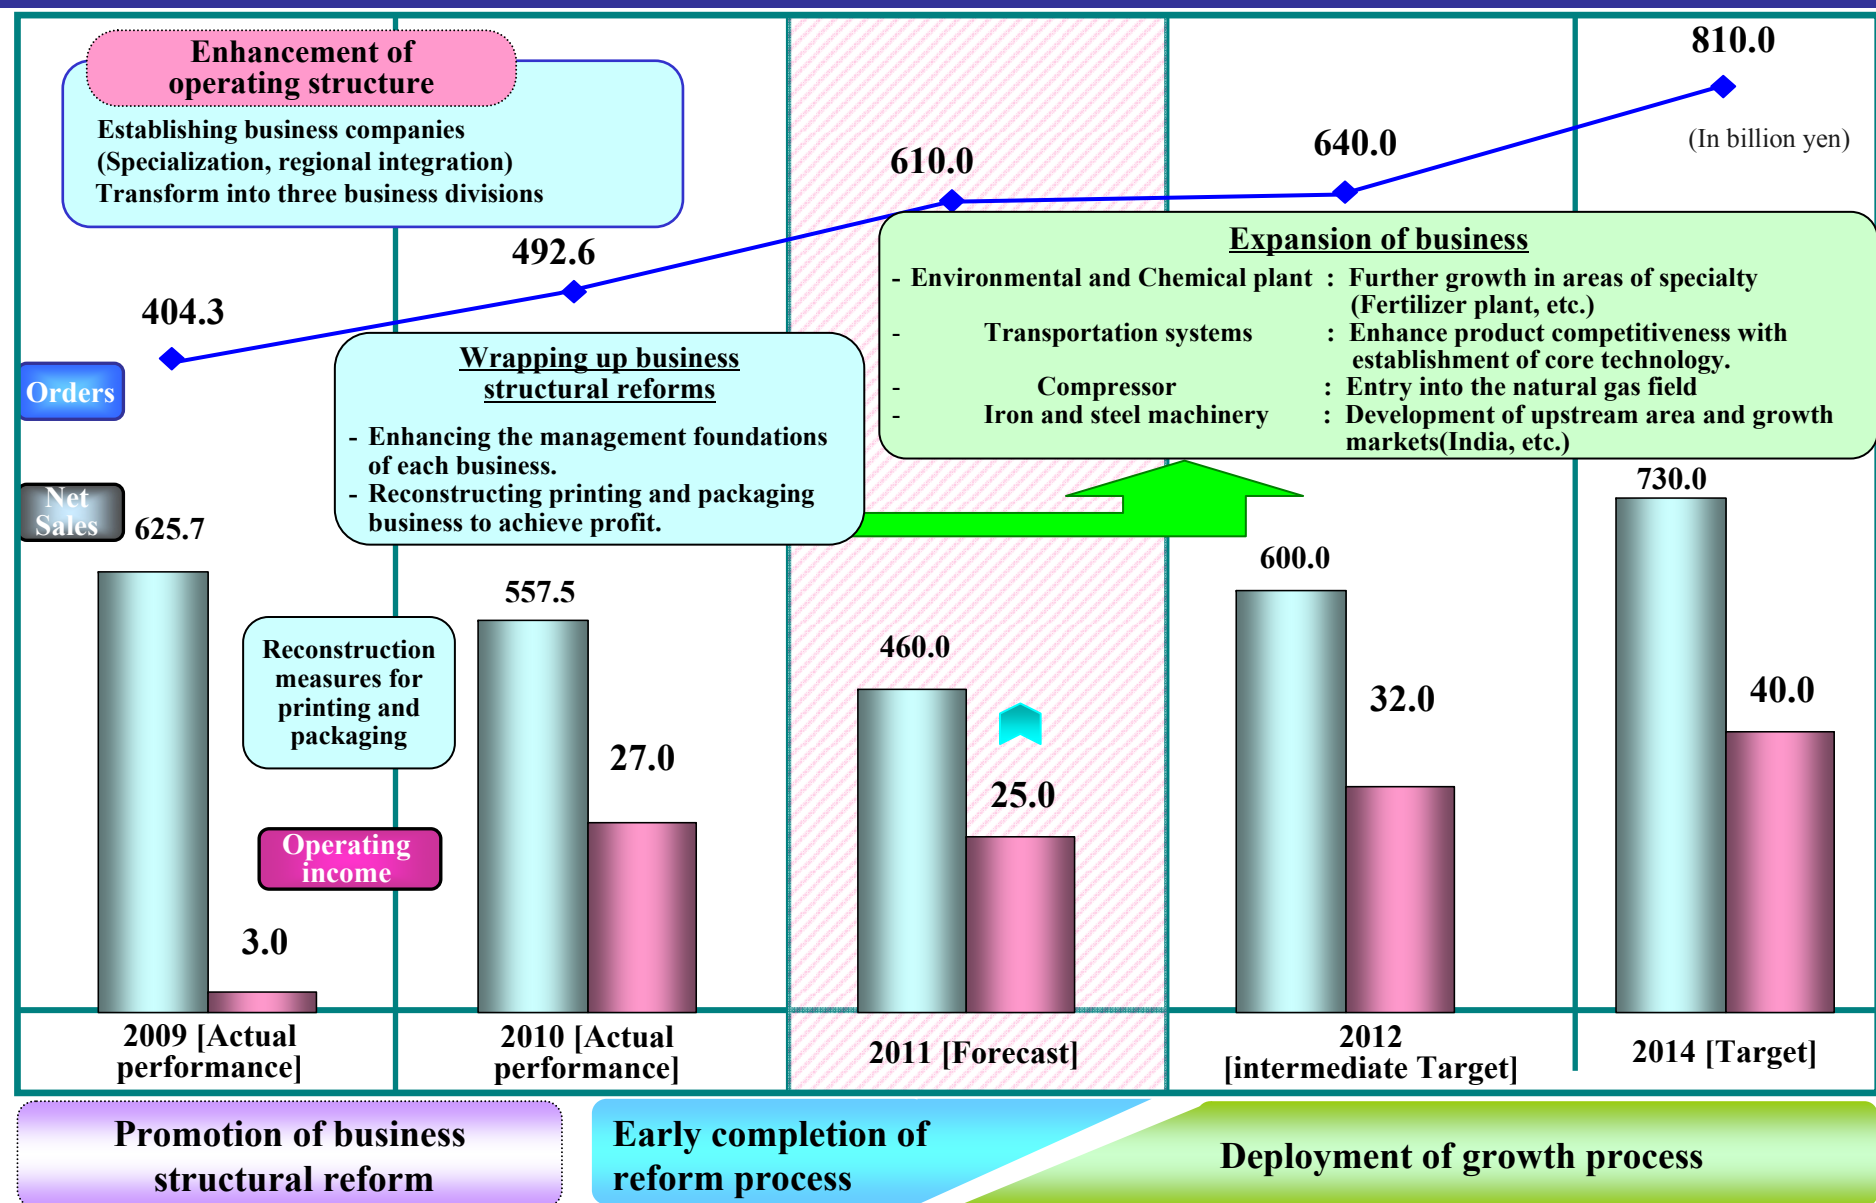 Enhancement of
operating structure
Establishing business companies
(Specialization, regional integration)
Transform into three business divisions
810.0
(In billion yen)
640.0
610.0
492.6
404.3
Orders
Expansion of business
- Environmental and Chemical plant : Further growth in areas of specialty
(Fertilizer plant, etc.)
- Transportation systems : Enhance product competitiveness with
establishment of core technology.
- Compressor : Entry into the natural gas field
- Iron and steel machinery : Development of upstream area and growth
markets(India, etc.)
Wrapping up business
structural reforms
- Enhancing the management foundations
of each business.
- Reconstructing printing and packaging
business to achieve profit.
Net
Sales
625.7
557.5
460.0
600.0
730.0
Reconstruction
measures for
printing and
packaging
Operating
income
3.0
27.0
25.0
32.0
40.0
2009 [Actual
performance]
2010 [Actual
performance]
2011 [Forecast]
2012
[intermediate Target]
2014 [Target]
Promotion of business
structural reform
Early completion of
reform process
Deployment of growth process